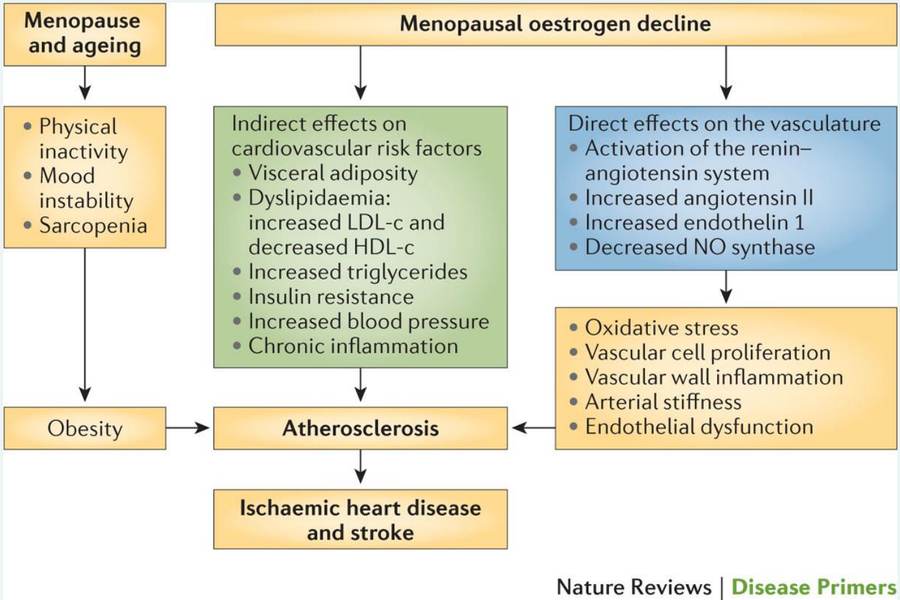 Menopause
and ageing
Menopausal oestrogen decline
• Physical
inactivity
• Mood
instability
• Sarcopenia
Indirect effects on
cardiovascular risk factors
• Visceral adiposity
• Dyslipidaemia:
increased LDL-c and
decreased HDL-c
• Increased triglycerides
• Insulin resistance
• Increased blood pressure
• Chronic inflammation
Direct effects on the vasculature
• Activation of the renin–
angiotensin system
• Increased angiotensin II
• Increased endothelin 1
• Decreased NO synthase
• Oxidative stress
• Vascular cell proliferation
• Vascular wall inflammation
• Arterial stiffness
• Endothelial dysfunction
Obesity
Atherosclerosis
Ischaemic heart disease
and stroke
Nature Reviews | Disease Primers